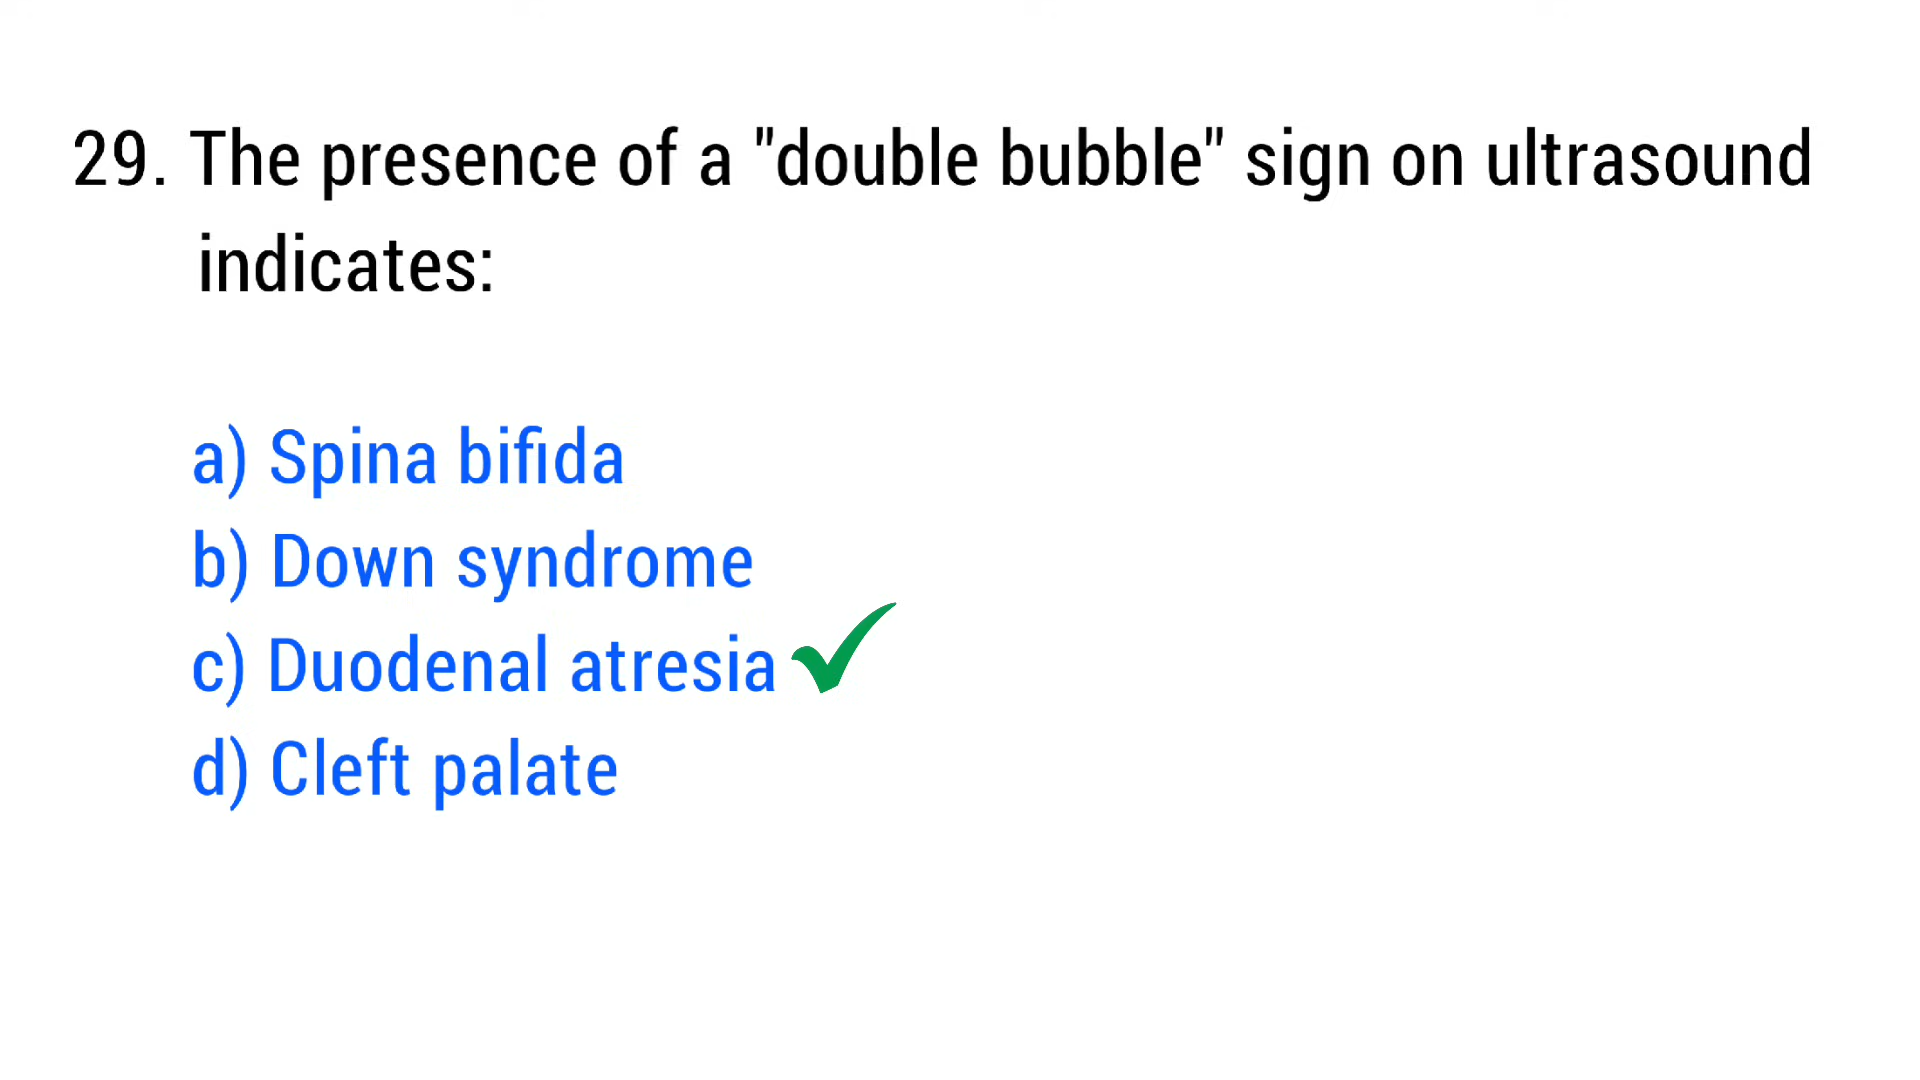 29. The presence of a "double bubble" sign on ultrasound
indicates:
a) Spina bifida
b) Down syndrome
c) Duodenal atresia
d) Cleft palate